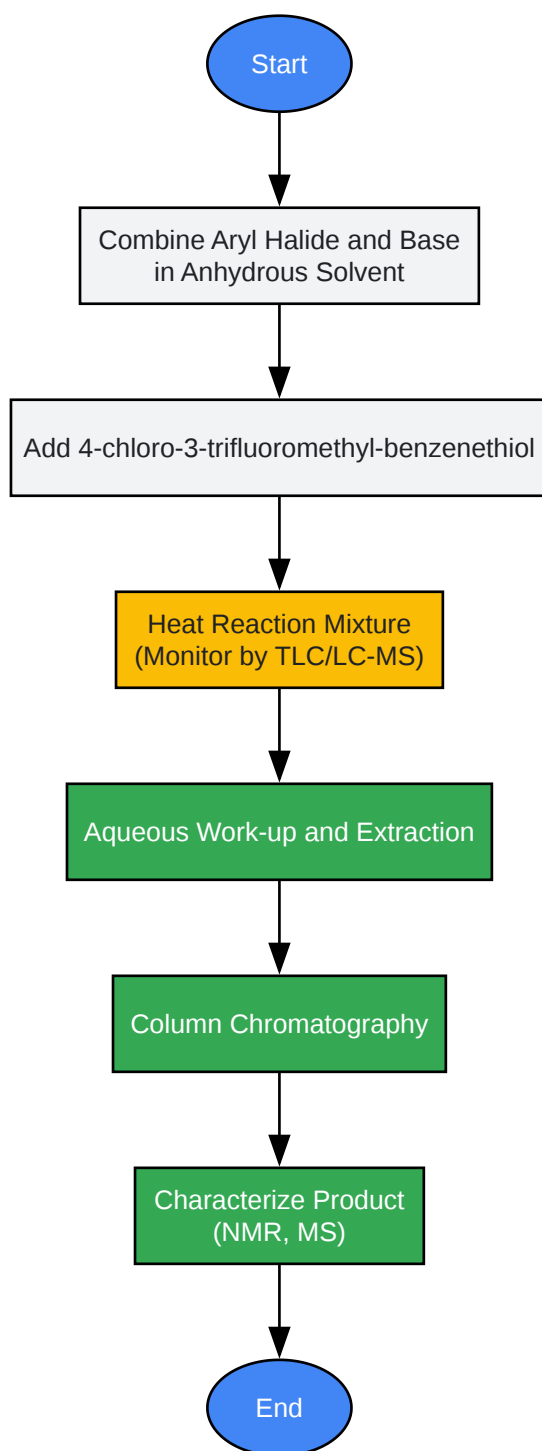 Start
Combine Aryl Halide and Base
in Anhydrous Solvent
Add 4-chloro-3-trifluoromethyl-benzenethiol
Heat Reaction Mixture
(Monitor by TLC/LC-MS)
Aqueous Work-up and Extraction
Column Chromatography
Characterize Product
(NMR, MS)
End